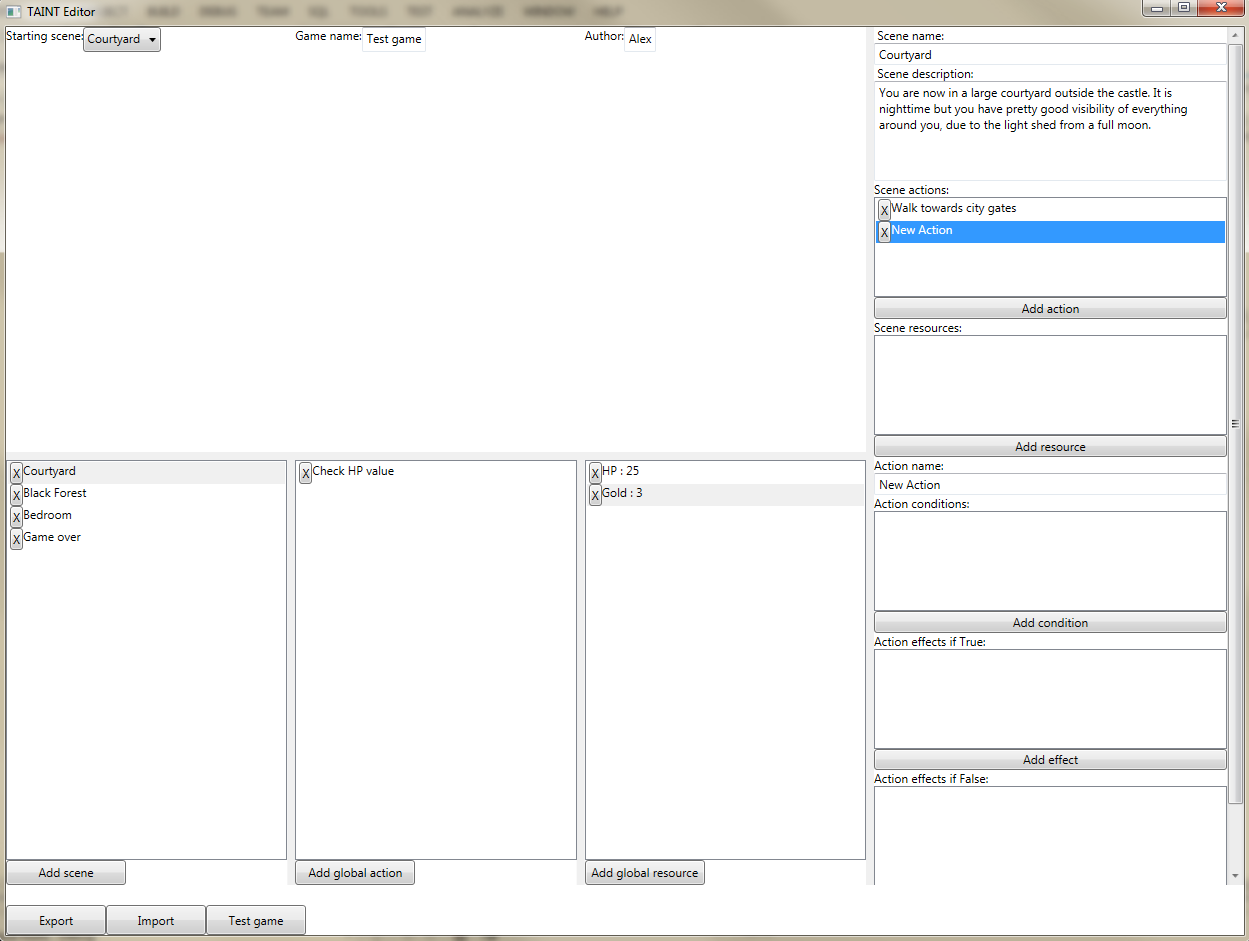 TAINT Editor
Starting scene: Courtyard
Game name: Test game
Author: Alex
Scene name:
Courtyard
Scene description:
You are now in a large courtyard outside the castle. It is
nighttime but you have pretty good visibility of everything
around you, due to the light shed from a full moon.
Scene actions:
X Walk towards city gates
X New Action
Add action
Scene resources:
Add resource
Action name:
New Action
Action conditions:
Add condition
Action effects if True:
Add effect
Action effects if False:
X Courtyard
X Black Forest
X Bedroom
X Game over
Add scene
X Check HP value
Add global action
X HP : 25
X Gold : 3
Add global resource
Export
Import
Test game